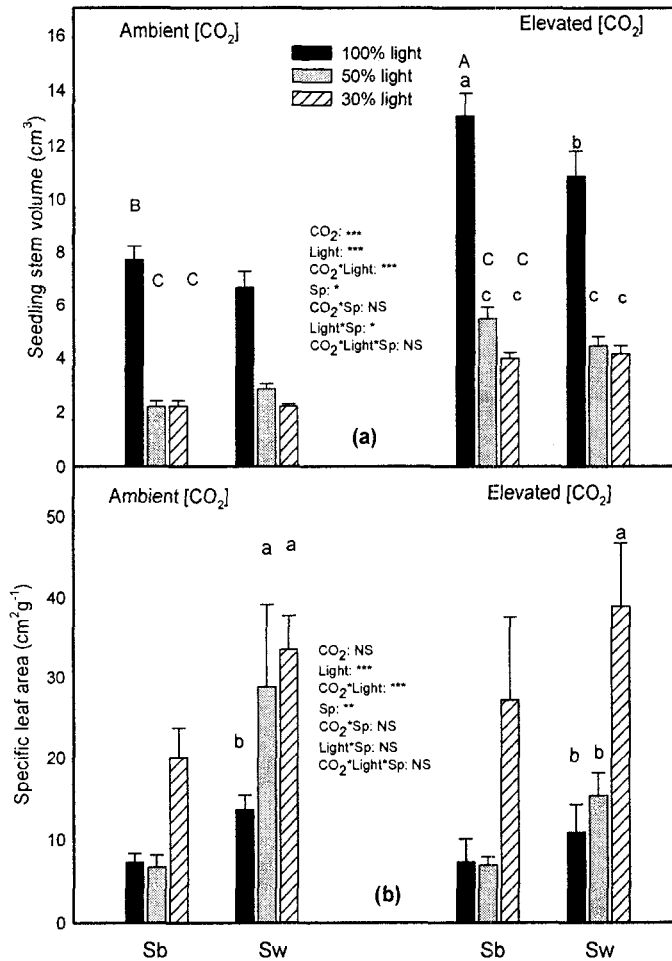 16
14
12
10
8
6
4
2
0
Seedling stem volume (cm³)
Ambient [CO₂]
Elevated [CO₂]
100% light
50% light
30% light
B
C C
A
a
b
C C
c c
c c
CO₂: ***
Light: ***
CO₂*Light: ***
Sp: *
CO₂*Sp: NS
Light*Sp: *
CO₂*Light*Sp: NS
(a)
50
40
30
20
10
0
Specific leaf area (cm²g⁻¹)
Ambient [CO₂]
Elevated [CO₂]
a a
b
a
b b
CO₂: NS
Light: ***
CO₂*Light: ***
Sp: **
CO₂*Sp: NS
Light*Sp: NS
CO₂*Light*Sp: NS
(b)
Sb Sw Sb Sw